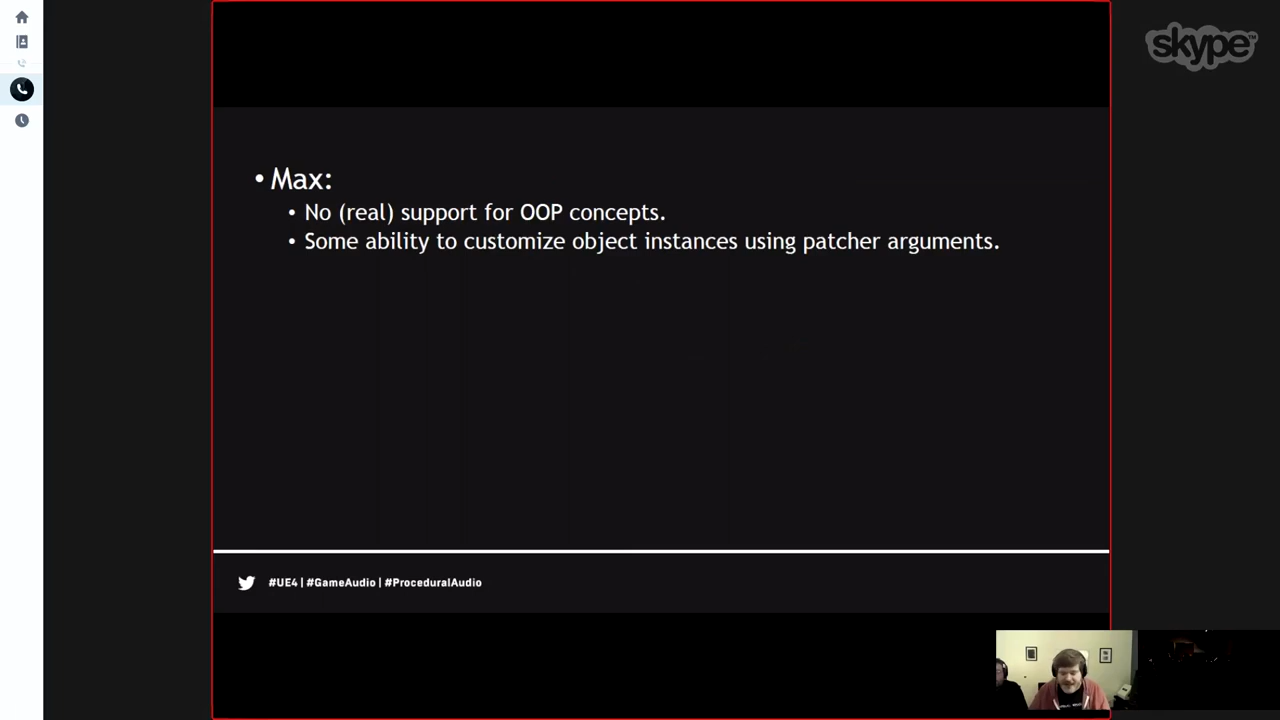 skype™
• Max:
• No (real) support for OOP concepts.
• Some ability to customize object instances using patcher arguments.
#UE4 | #GameAudio | #ProceduralAudio